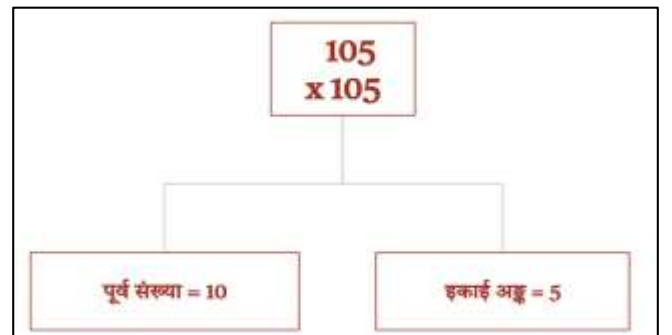 105
x 105
पूर्व संख्या = 10
इकाई अङ्क = 5